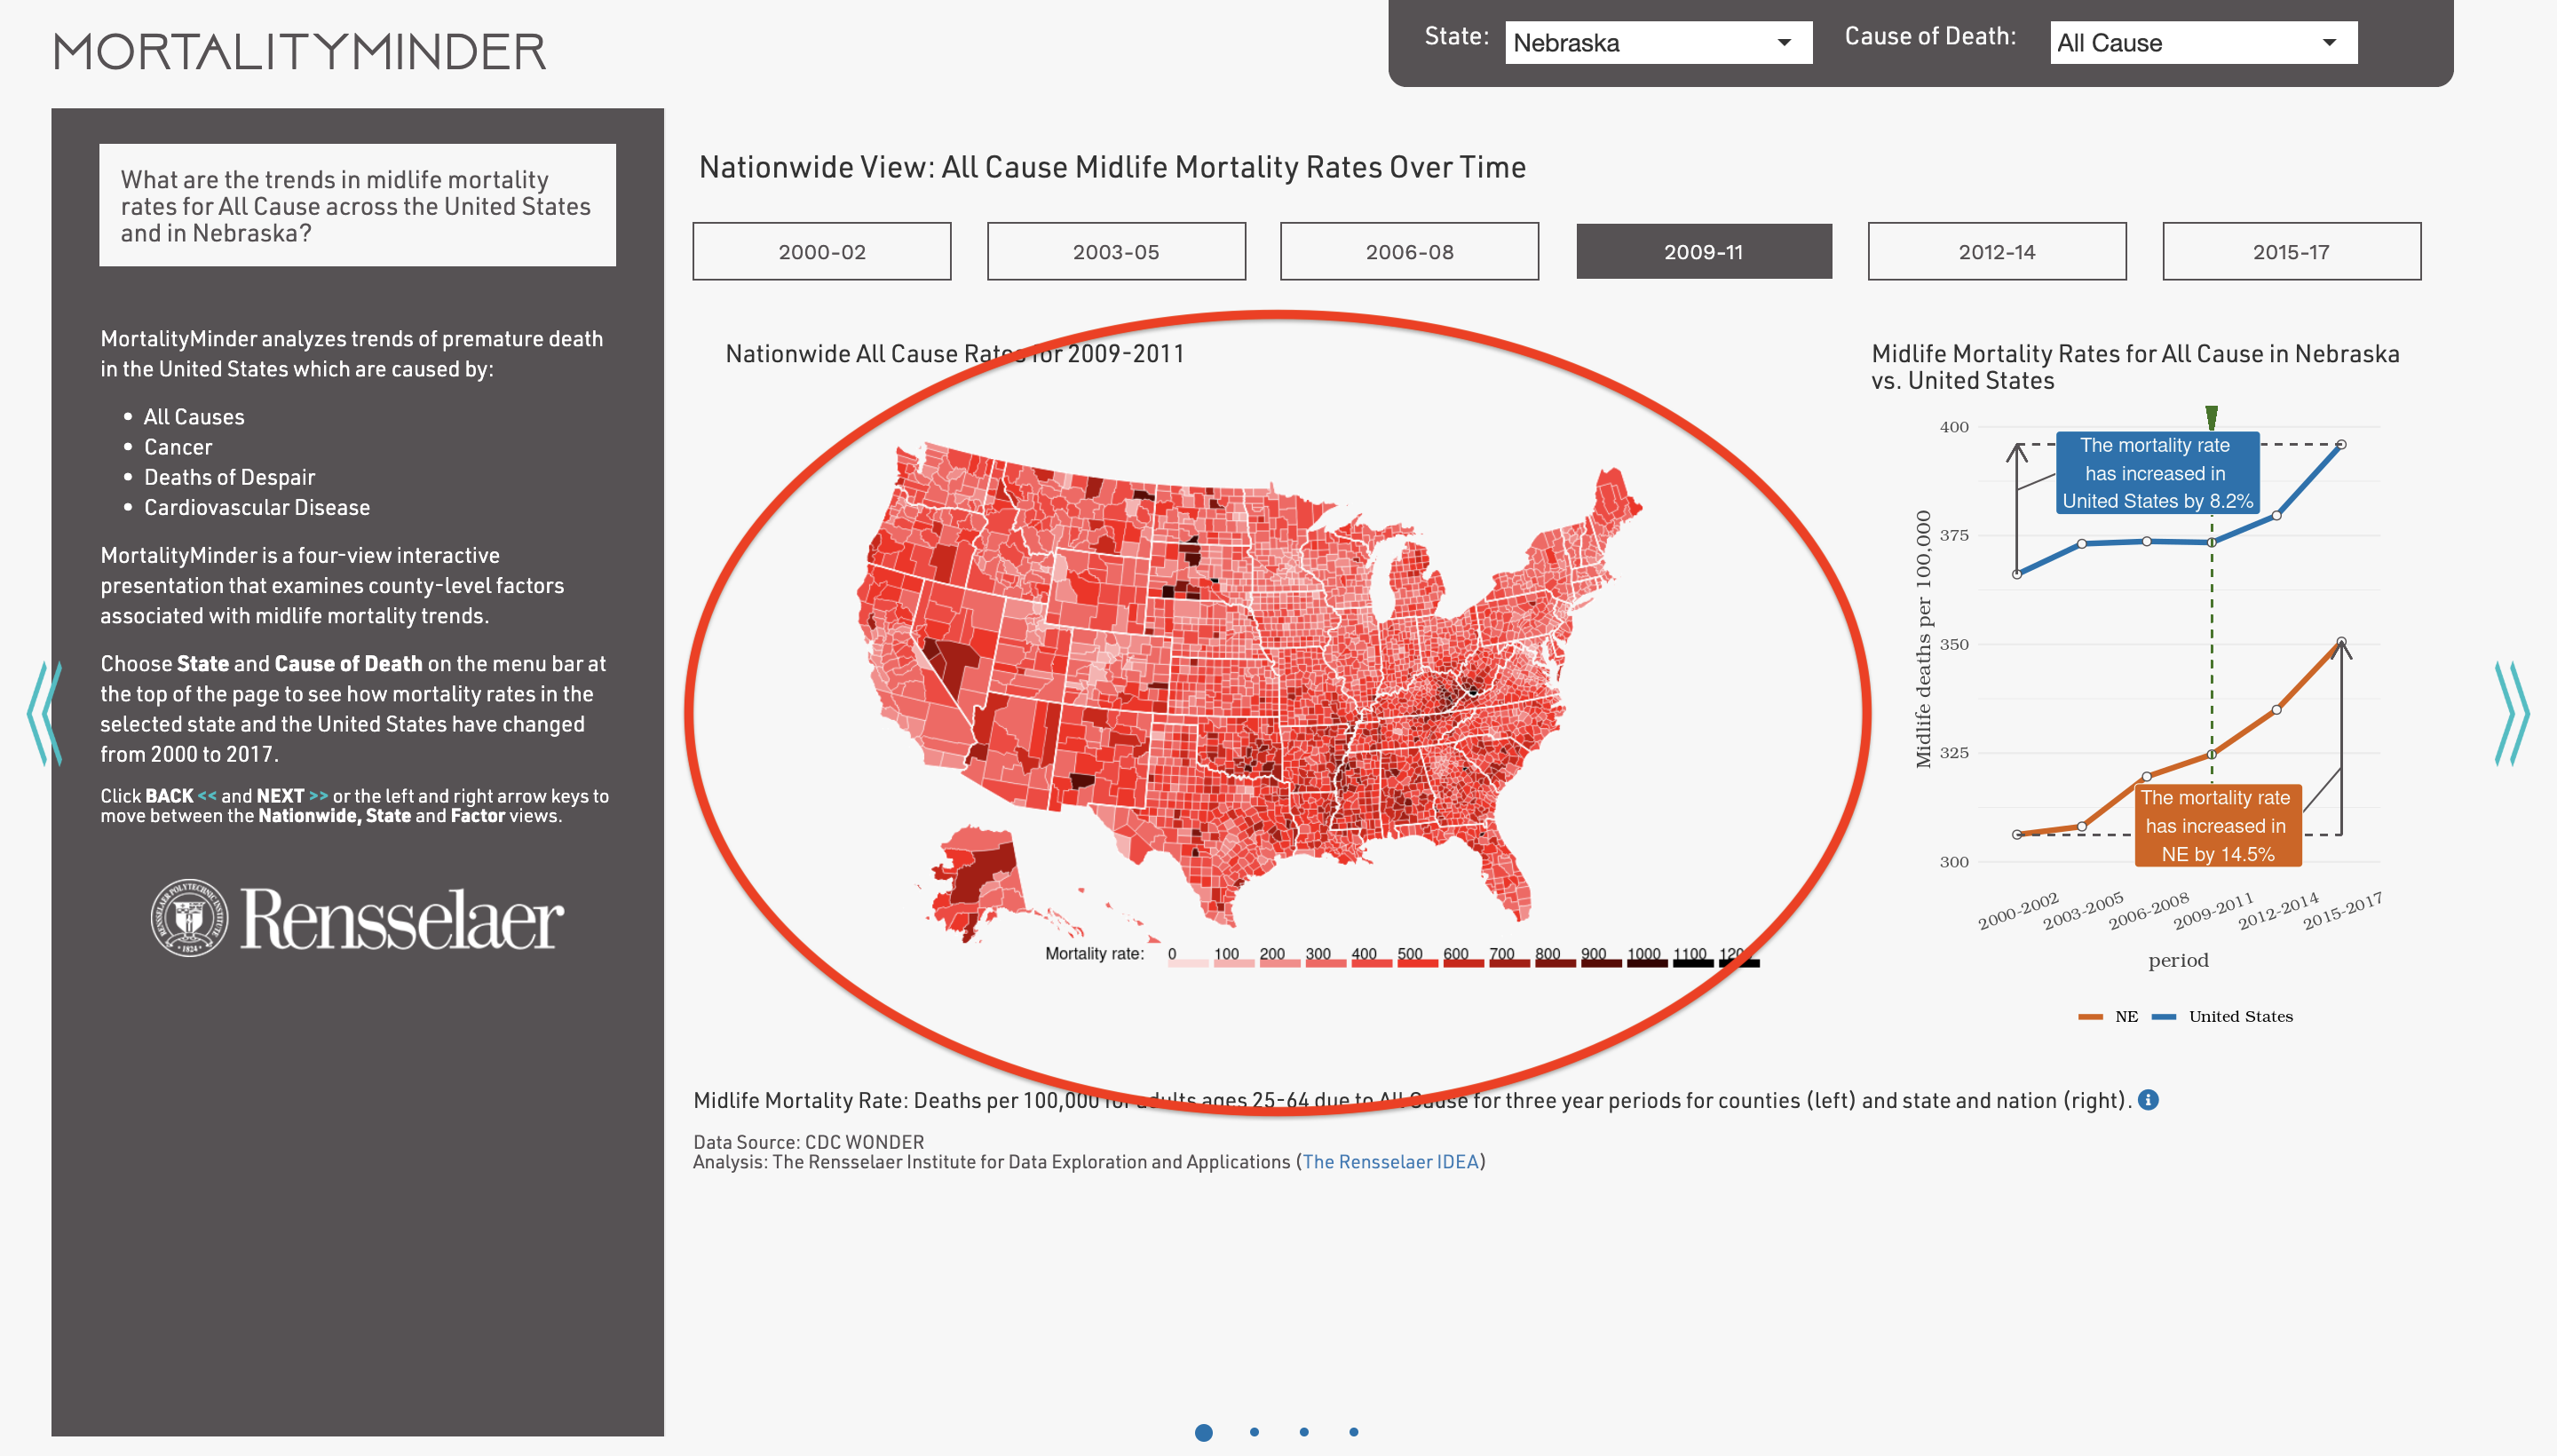 MORTALITYMINDER
State:
Nebraska
Cause of Death:
All Cause
What are the trends in midlife mortality
rates for All Cause across the United States
and in Nebraska?
MortalityMinder analyzes trends of premature death
in the United States which are caused by:
• All Causes
• Cancer
• Deaths of Despair
• Cardiovascular Disease
MortalityMinder is a four-view interactive
presentation that examines county-level factors
associated with midlife mortality trends.
Choose State and Cause of Death on the menu bar at
the top of the page to see how mortality rates in the
selected state and the United States have changed
from 2000 to 2017.
Click BACK << and NEXT >> or the left and right arrow keys to
move between the Nationwide, State and Factor views.
RENSSELAER POLYTECHNIC INSTITUTE
1824
Rensselaer
Nationwide View: All Cause Midlife Mortality Rates Over Time
2000-02
2003-05
2006-08
2009-11
2012-14
2015-17
Nationwide All Cause Rates for 2009-2011
Mortality rate: 0 100 200 300 400 500 600 700 800 900 1000 1100 1200
Midlife Mortality Rates for All Cause in Nebraska
vs. United States
Midlife deaths per 100,000
400
375
350
325
300
The mortality rate
has increased in
United States by 8.2%
The mortality rate
has increased in
NE by 14.5%
2000-2002
2003-2005
2006-2008
2009-2011
2012-2014
2015-2017
period
NE
United States
Midlife Mortality Rate: Deaths per 100,000 for adults ages 25-64 due to All Cause for three year periods for counties (left) and state and nation (right). i
Data Source: CDC WONDER
Analysis: The Rensselaer Institute for Data Exploration and Applications (The Rensselaer IDEA)